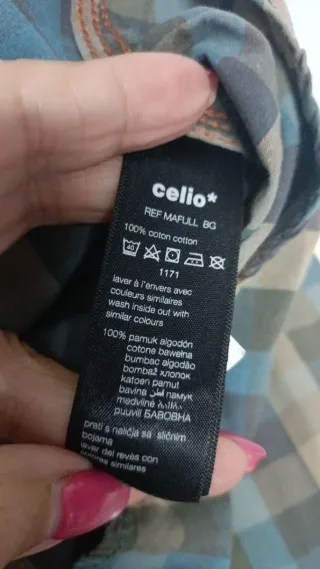 celio*
REF MAFULL BG
100% coton cotton
40
1171
laver à l'envers avec
couleurs similaires
wash inside out with
similar colours
100% pamuk algodón
cotone bawełna
bumbac algodão
bombaž хлопок
katoen pamut
bavlna قطن памук
medvilnė
puuvill БАВОВНА
prati s naličja sa sličnim
bojama
lavar del revés con
similares